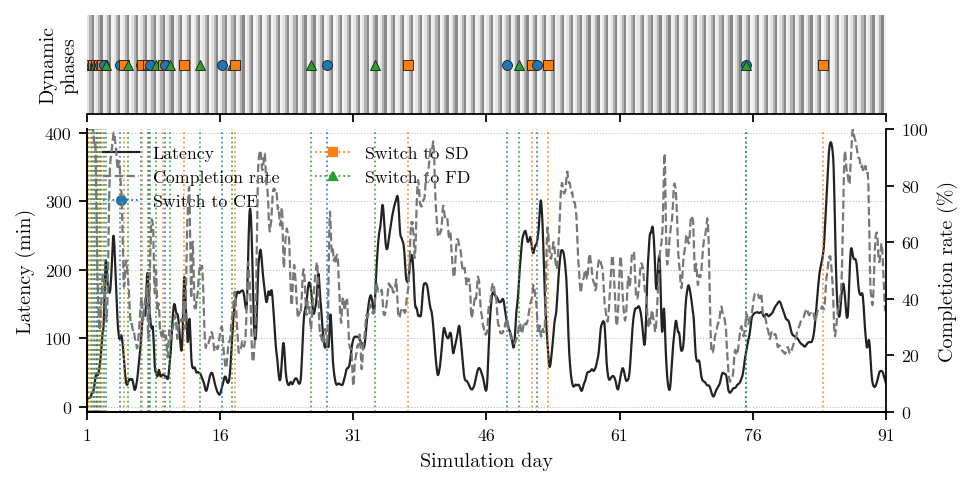 Dynamic
phases
400
300
200
100
0
Latency (min)
100
80
60
40
20
0
Completion rate (%)
Latency
Completion rate
Switch to CE
Switch to SD
Switch to FD
1
16
31
46
61
76
91
Simulation day